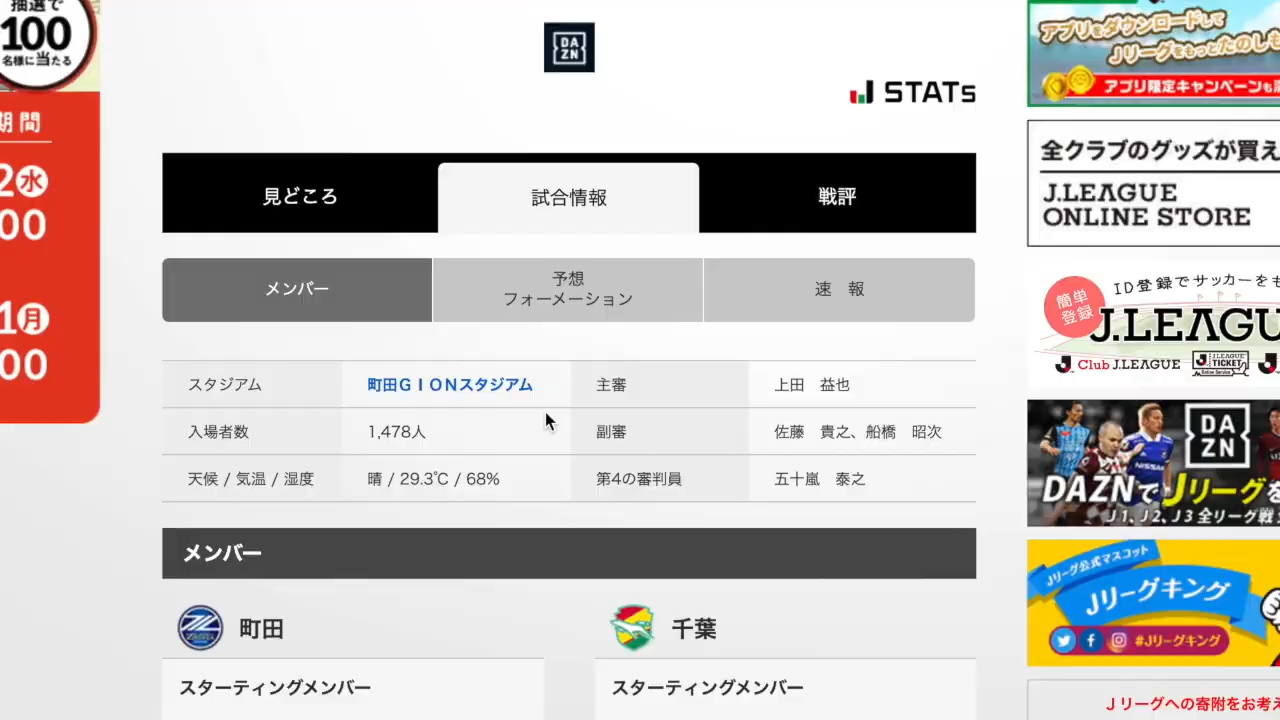 抽選で
100
名様に当たる
期間
2水
00
1月
00
DAZN
STATS
見どころ
試合情報
戦評
メンバー
予想
フォーメーション
速　報
スタジアム
町田ＧＩＯＮスタジアム
主審
上田　益也
入場者数
1,478人
副審
佐藤　貴之、船橋　昭次
天候 / 気温 / 湿度
晴 / 29.3℃ / 68%
第4の審判員
五十嵐　泰之
メンバー
町田
千葉
スターティングメンバー
スターティングメンバー
アプリをダウンロードして
Jリーグをもっとたのしも
アプリ限定キャンペーンも
全クラブのグッズが買え
J.LEAGUE
ONLINE STORE
簡単
登録
ID登録でサッカーをも
J.LEAGU
Club J.LEAGUE
J.LEAGUE
TICKET
DAZN
DAZNでJリーグを
J1、J2、J3全リーグ戦
Jリーグ公式マスコット
Jリーグキング
#Jリーグキング
Ｊリーグへの寄附をお考え